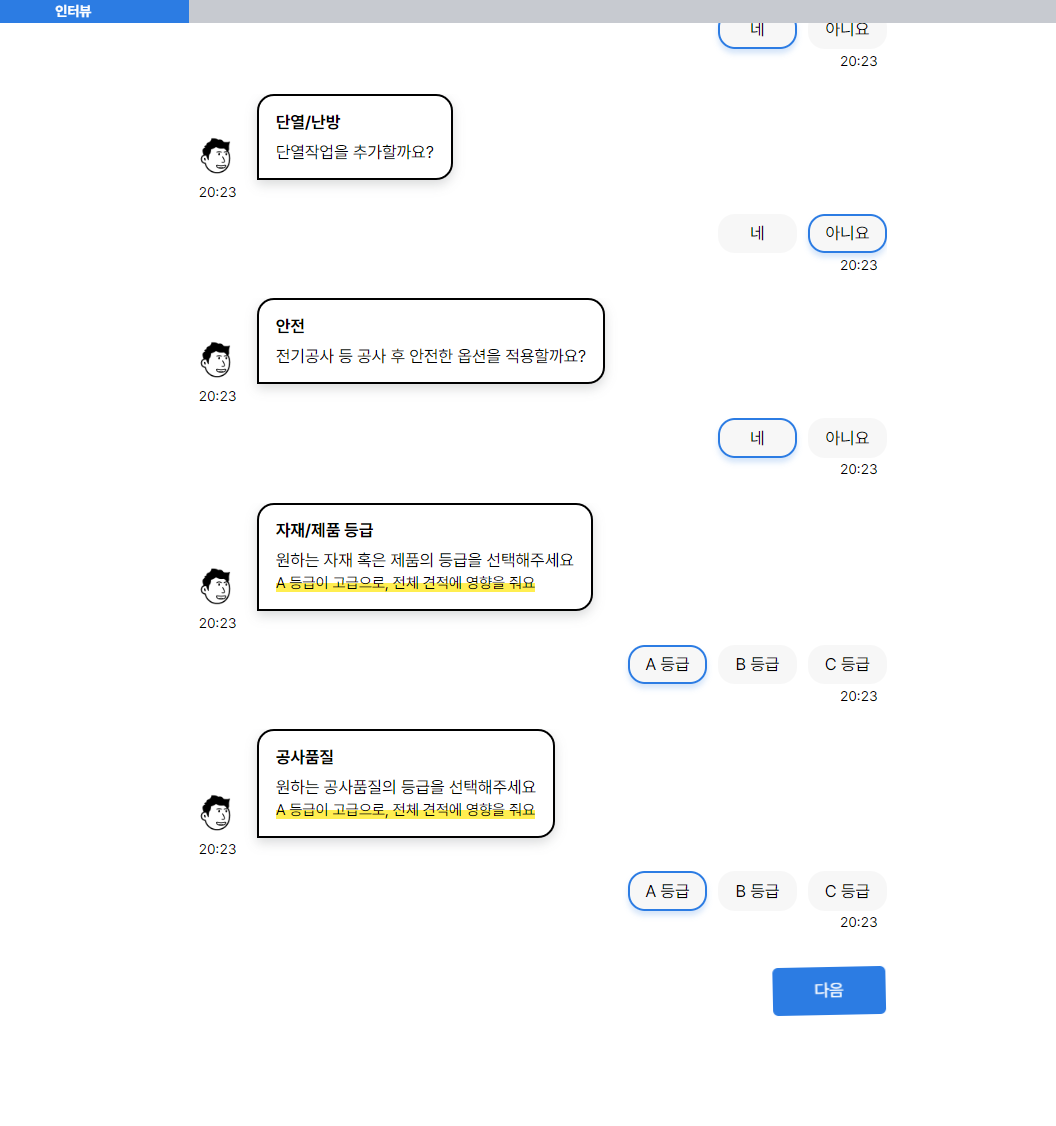 인터뷰
네 아니요
20:23
단열/난방
단열작업을 추가할까요?
20:23
네 아니요
20:23
안전
전기공사 등 공사 후 안전한 옵션을 적용할까요?
20:23
네 아니요
20:23
자재/제품 등급
원하는 자재 혹은 제품의 등급을 선택해주세요
A 등급이 고급으로, 전체 견적에 영향을 줘요
20:23
A 등급 B 등급 C 등급
20:23
공사품질
원하는 공사품질의 등급을 선택해주세요
A 등급이 고급으로, 전체 견적에 영향을 줘요
20:23
A 등급 B 등급 C 등급
20:23
다음